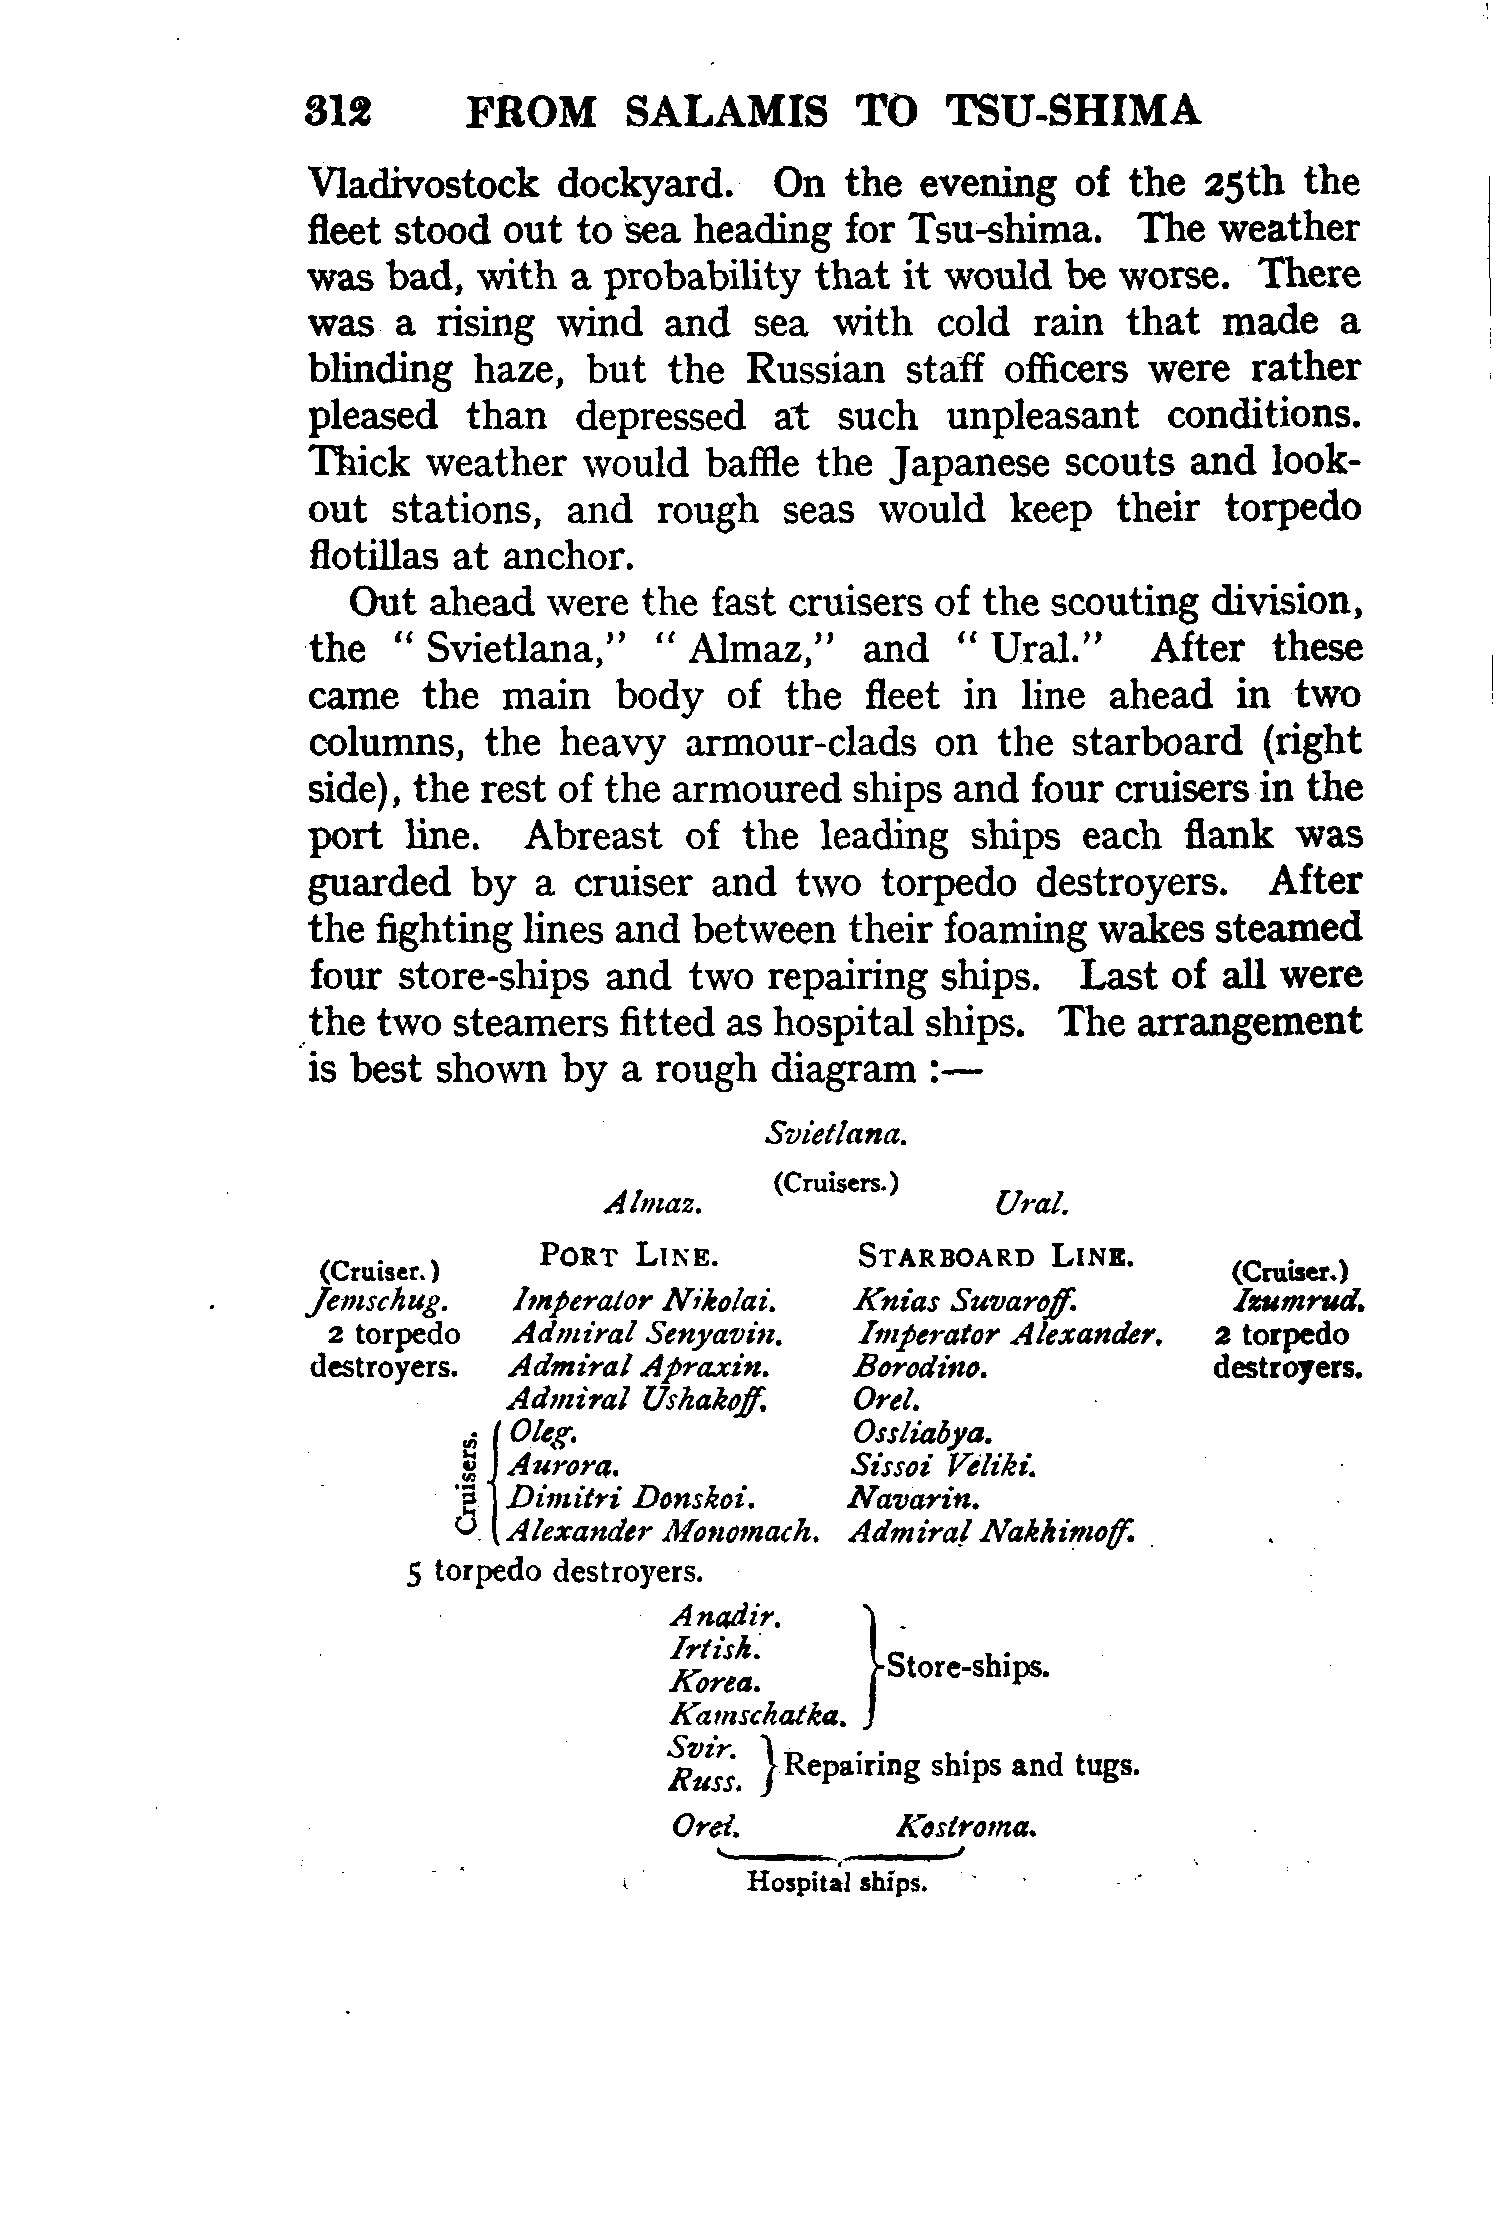 312 FROM SALAMIS TO TSU-SHIMA
Vladivostock dockyard. On the evening of the 25th the
fleet stood out to sea heading for Tsu-shima. The weather
was bad, with a probability that it would be worse. There
was a rising wind and sea with cold rain that made a
blinding haze, but the Russian staff officers were rather
pleased than depressed at such unpleasant conditions.
Thick weather would baffle the Japanese scouts and look-
out stations, and rough seas would keep their torpedo
flotillas at anchor.
Out ahead were the fast cruisers of the scouting division,
the “ Svietlana,” “ Almaz,” and “ Ural.” After these
came the main body of the fleet in line ahead in two
columns, the heavy armour-clads on the starboard (right
side), the rest of the armoured ships and four cruisers in the
port line. Abreast of the leading ships each flank was
guarded by a cruiser and two torpedo destroyers. After
the fighting lines and between their foaming wakes steamed
four store-ships and two repairing ships. Last of all were
the two steamers fitted as hospital ships. The arrangement
is best shown by a rough diagram :—
Svietlana.
(Cruisers.)
Almaz. Ural.
PORT LINE. STARBOARD LINE.
(Cruiser.) (Cruiser.)
Jemschug. Imperator Nikolai. Knias Suvaroff. Izumrud.
2 torpedo Admiral Senyavin. Imperator Alexander. 2 torpedo
destroyers. Admiral Apraxin. Borodino. destroyers.
Admiral Ushakoff. Orel.
Cruisers.
Oleg. Ossliabya.
Aurora. Sissoi Veliki.
Dimitri Donskoi. Navarin.
Alexander Monomach. Admiral Nakhimoff.
5 torpedo destroyers.
Anadir.
Irtish.
Store-ships.
Korea.
Kamschatka.
Svir.
Repairing ships and tugs.
Russ.
Orel. Kostroma.
Hospital ships.